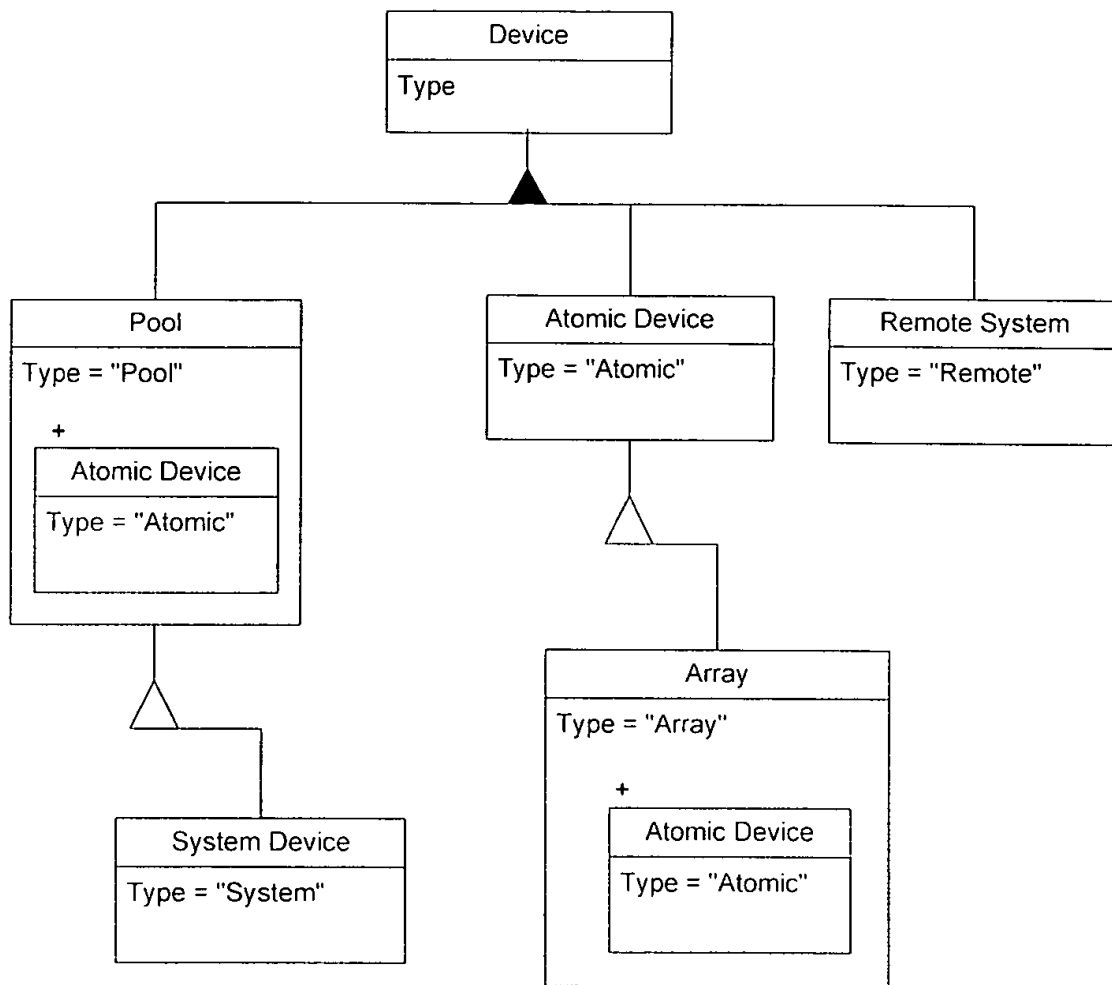 Device
Type
Pool
Type = "Pool"
+
Atomic Device
Type = "Atomic"
Atomic Device
Type = "Atomic"
Remote System
Type = "Remote"
System Device
Type = "System"
Array
Type = "Array"
+
Atomic Device
Type = "Atomic"